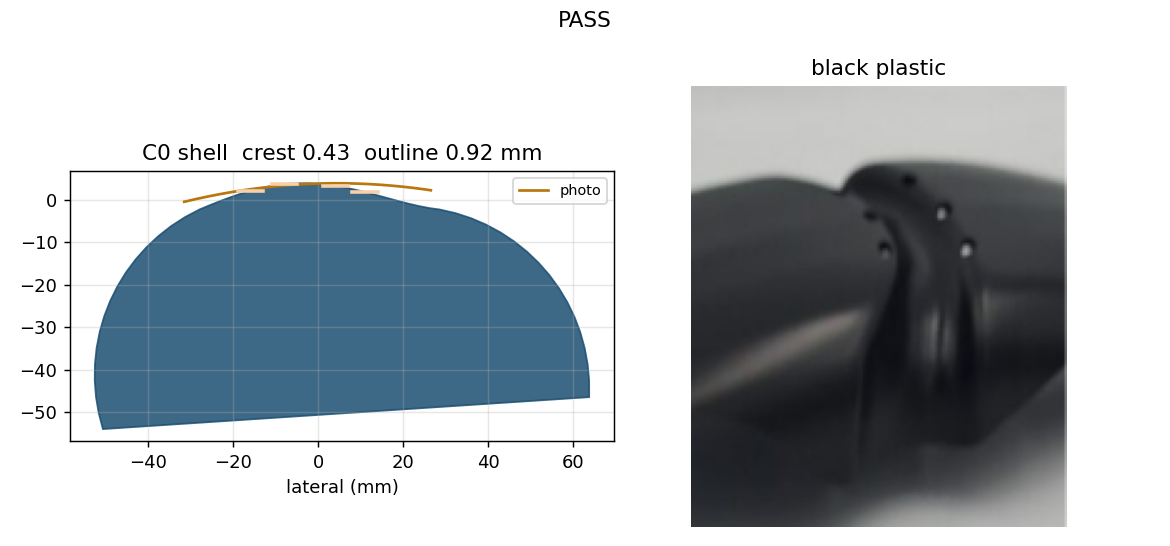 PASS
black plastic
C0 shell  crest 0.43  outline 0.92 mm
photo
0
−10
−20
−30
−40
−50
−40 −20 0 20 40 60
lateral (mm)